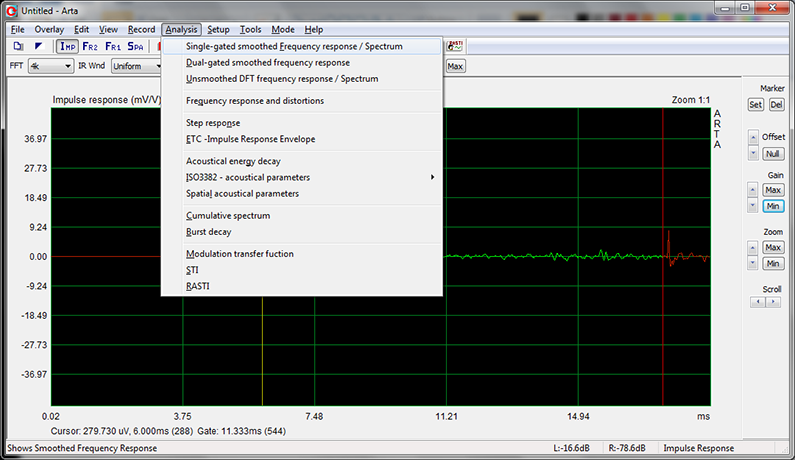 Untitled - Arta
File Overlay Edit View Record Analysis Setup Tools Mode Help
IMP FR2 FR1 SPA RASTI
FFT 4k IR Wnd Uniform Max
Single-gated smoothed Frequency response / Spectrum
Dual-gated smoothed frequency response
Unsmoothed DFT frequency response / Spectrum
Frequency response and distortions
Step response
ETC -Impulse Response Envelope
Acoustical energy decay
ISO3382 - acoustical parameters
Spatial acoustical parameters
Cumulative spectrum
Burst decay
Modulation transfer fuction
STI
RASTI
Impulse response (mV/V)
Zoom 1:1
ARTA
36.97
27.73
18.49
9.24
0.00
-9.24
-18.49
-27.73
-36.97
0.02 3.75 7.48 11.21 14.94 ms
Cursor: 279.730 uV, 6.000ms (288) Gate: 11.333ms (544)
Marker
Set Del
Offset
Null
Gain
Max
Min
Zoom
Max
Min
Scroll
Shows Smoothed Frequency Response L:-16.6dB R:-78.6dB Impulse Response